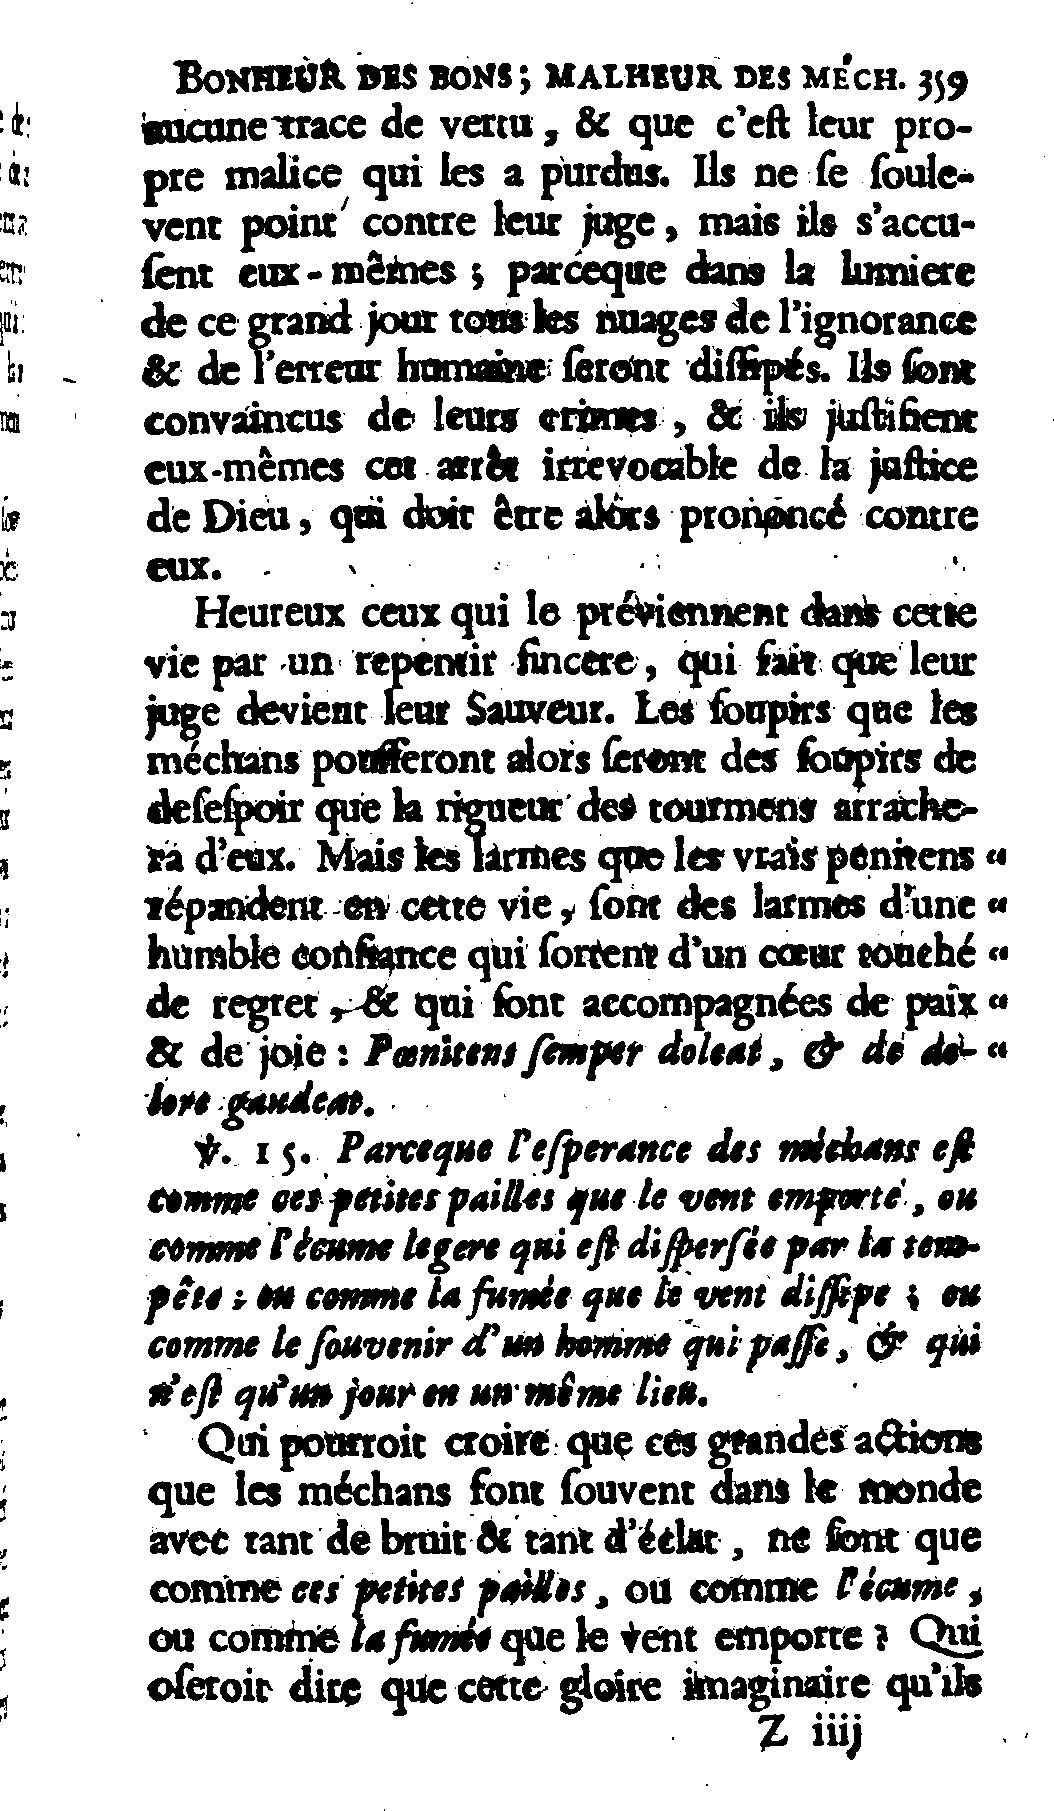 BONHEUR DES BONS; MALHEUR DES MÉCH. 359
aucune trace de vertu, & que c'eſt leur pro-
pre malice qui les a purdus. Ils ne ſe ſoule-
vent point contre leur juge, mais ils s'accu-
ſent eux-mêmes ; parceque dans la lumiere
de ce grand jour tous les nuages de l'ignorance
& de l'erreur humaine ſeront diſſipés. Ils ſont
convaincus de leurs crimes, & ils juſtifient
eux-mêmes cet arrêt irrevocable de la juſtice
de Dieu, qui doit être alors prononcé contre
eux.
Heureux ceux qui le préviennent dans cette
vie par un repentir ſincere, qui fait que leur
juge devient leur Sauveur. Les ſoupirs que les
méchans pouſſeront alors ſeront des ſoupirs de
deſeſpoir que la rigueur des tourmens arrache-
ra d'eux. Mais les larmes que les vrais penitens “
répandent en cette vie, ſont des larmes d'une “
humble confiance qui ſortent d'un cœur touché “
de regret, & qui ſont accompagnées de paix “
& de joie : Pœnitens ſemper doleat, & de do- “
lore gaudeat.
℣. 15. Parceque l'eſperance des méchans eſt
comme ces petites pailles que le vent emporte, ou
comme l'écume legere qui eſt diſperſée par la tem-
pête ; ou comme la fumée que le vent diſſipe ; ou
comme le ſouvenir d'un homme qui paſſe, & qui
n'eſt qu'un jour en un même lieu.
Qui pourroit croire que ces grandes actions
que les méchans font ſouvent dans le monde
avec tant de bruit & tant d'éclat, ne ſont que
comme ces petites pailles, ou comme l'écume,
ou comme la fumée que le vent emporte ? Qui
oſeroit dire que cette gloire imaginaire qu'ils
Z iiij